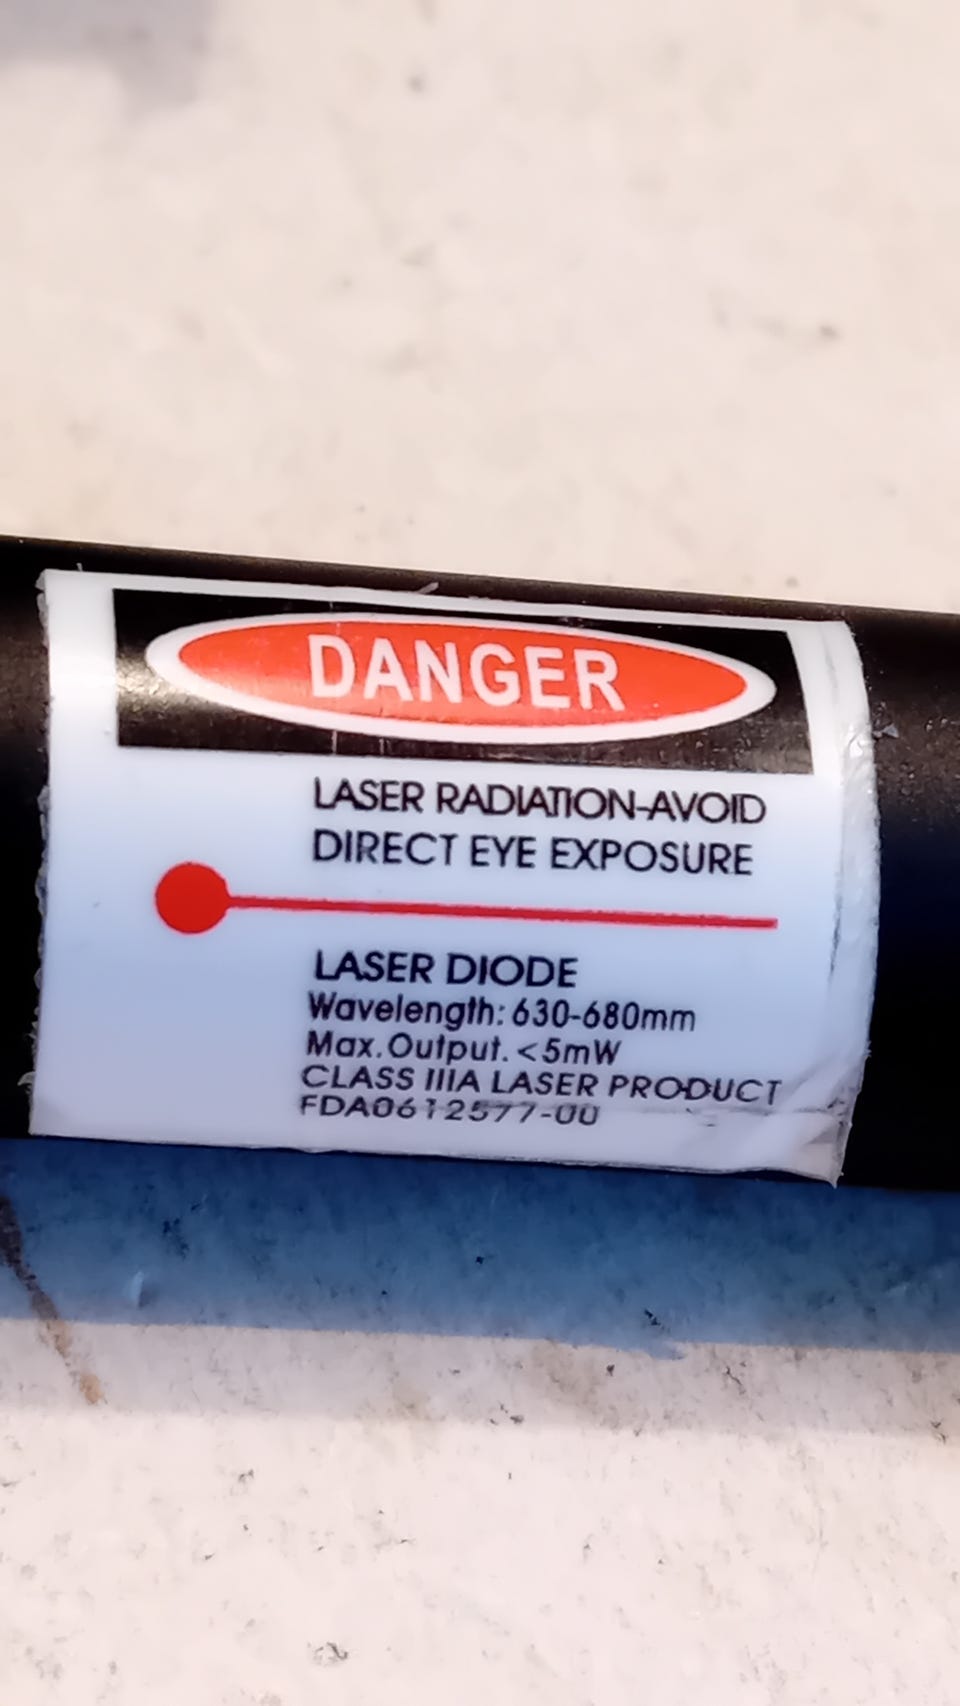 DANGER
LASER RADIATION-AVOID
DIRECT EYE EXPOSURE
LASER DIODE
Wavelength: 630-680mm
Max.Output.<5mW
CLASS IIIA LASER PRODUCT
FDA0612577-00